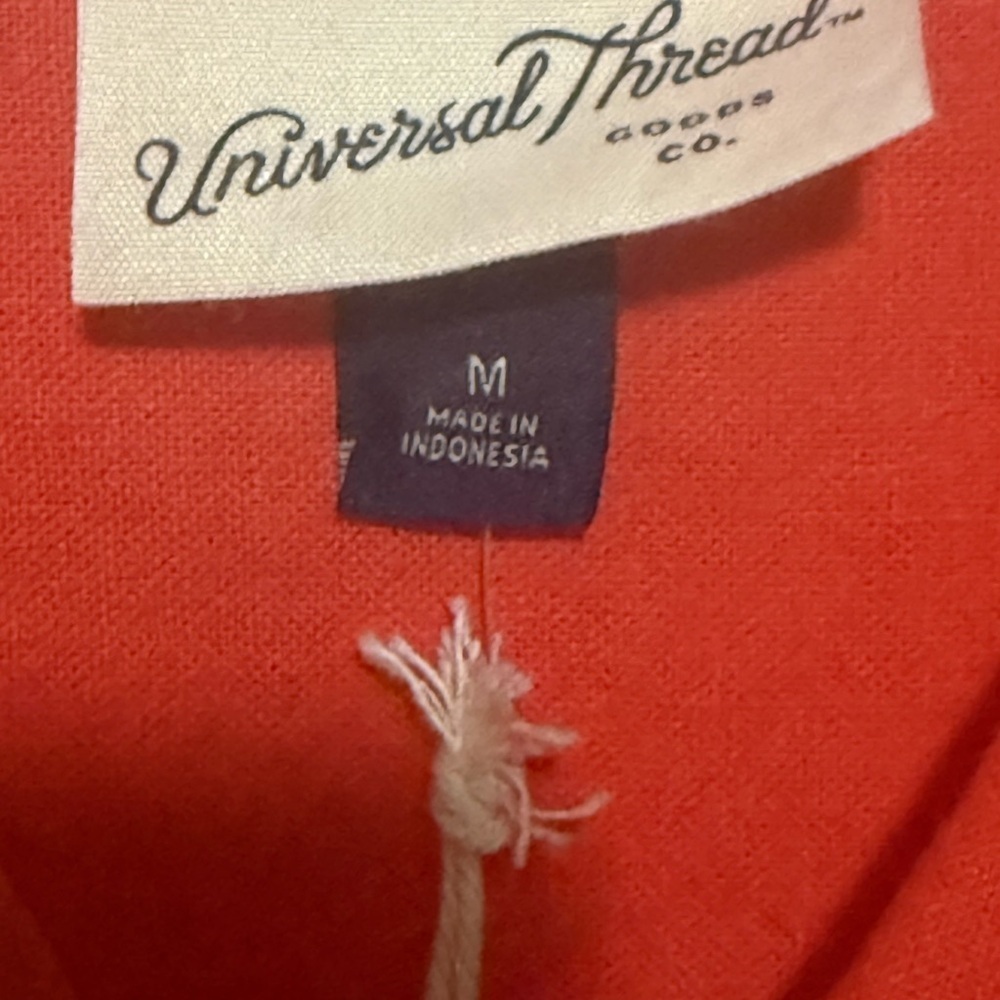 Universal Thread™
GOODS
CO.
M
MADE IN
INDONESIA